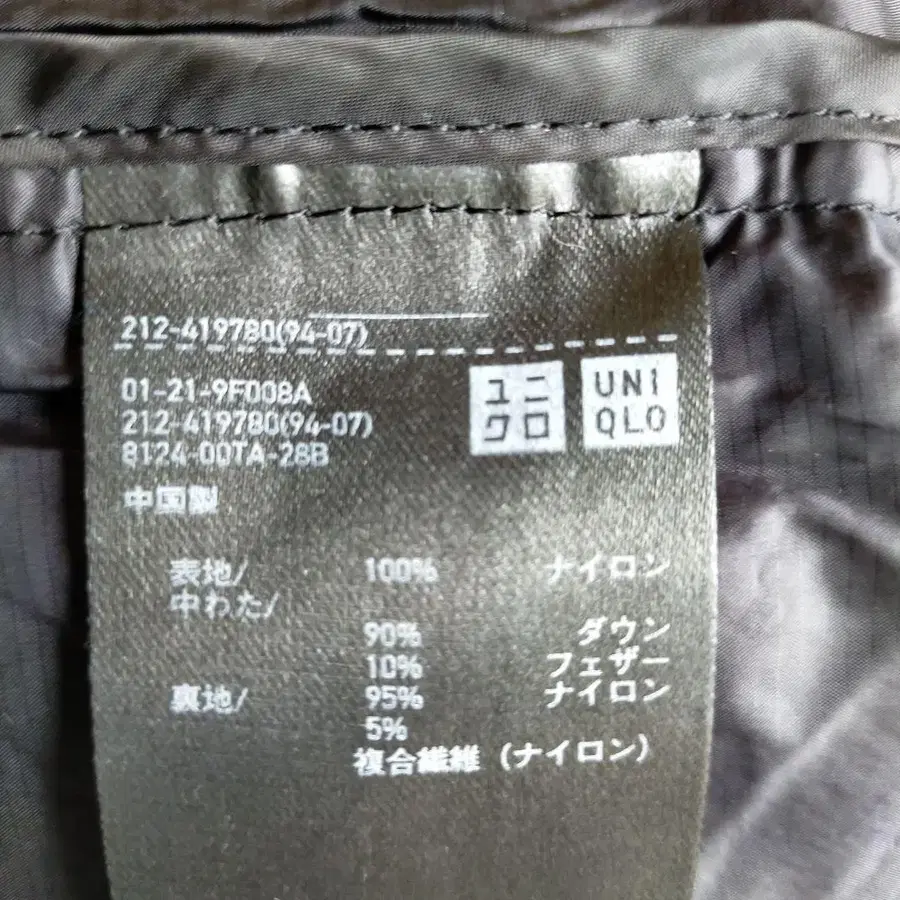 212-419780(94-07)
01-21-9F008A
212-419780(94-07)
8124-00TA-28B
ユニ
クロ
UNI
QLO
中国製
表地/ 100% ナイロン
中わた/
90% ダウン
10% フェザー
裏地/ 95% ナイロン
5%
複合繊維 (ナイロン)